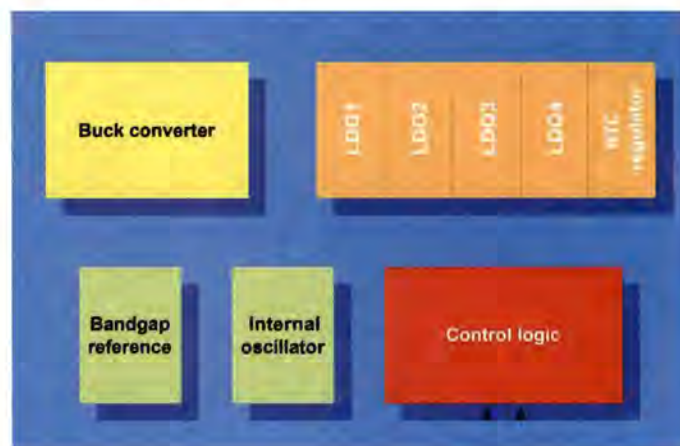 Buck converter
LDO1
LDO2
LDO3
LDO4
RTC
regulator
Bandgap
reference
Internal
oscillator
Control logic